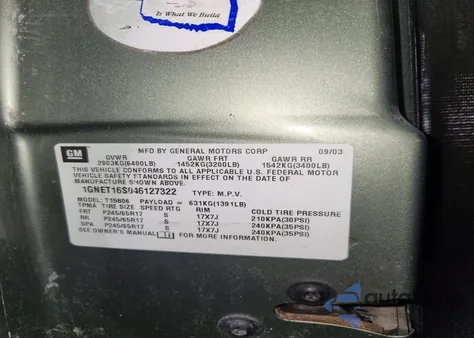 Is What We Build
GM
MFD BY GENERAL MOTORS CORP 09/03
GVWR GAWR FRT GAWR RR
2903KG(6400LB) 1452KG(3200LB) 1542KG(3400LB)
THIS VEHICLE CONFORMS TO ALL APPLICABLE U.S. FEDERAL MOTOR
VEHICLE SAFETY STANDARDS IN EFFECT ON THE DATE OF
MANUFACTURE SHOWN ABOVE.
1GNET16S046127322 TYPE: M.P.V.
MODEL: T15806 PAYLOAD = 631KG(1391LB)
TPMA TIRE SIZE SPEED RTG RIM COLD TIRE PRESSURE
FRT P245/65R17 S 17X7J 210KPA(30PSI)
RR P245/65R17 S 17X7J 240KPA(35PSI)
SPA P245/65R17 S 17X7J 240KPA(35PSI)
SEE OWNER'S MANUAL FOR MORE INFORMATION.